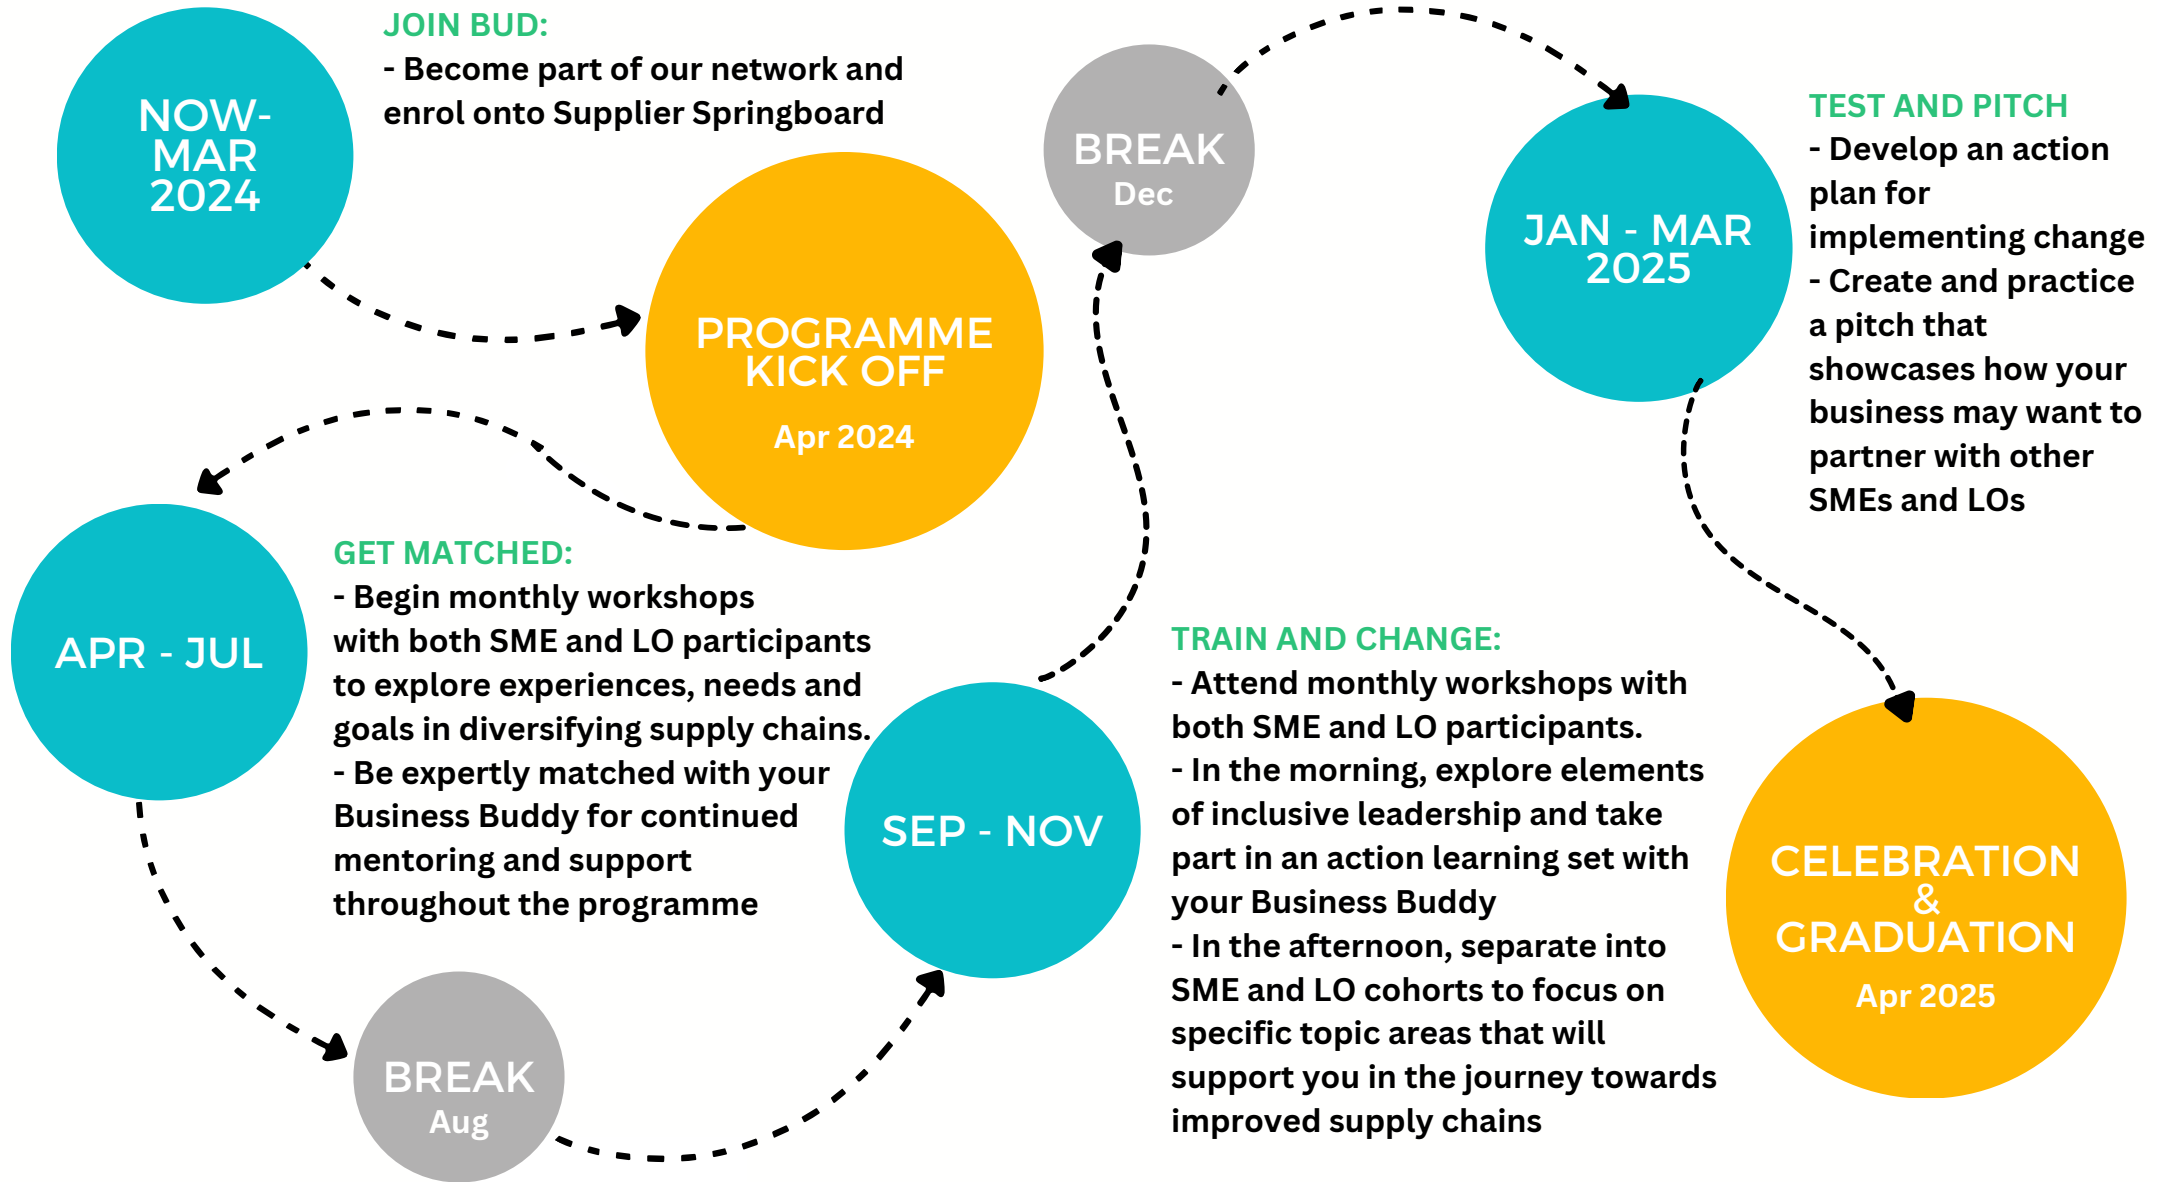 NOW-
MAR
2024
JOIN BUD:
- Become part of our network and
enrol onto Supplier Springboard
PROGRAMME
KICK OFF
Apr 2024
APR - JUL
GET MATCHED:
- Begin monthly workshops
with both SME and LO participants
to explore experiences, needs and
goals in diversifying supply chains.
- Be expertly matched with your
Business Buddy for continued
mentoring and support
throughout the programme
BREAK
Aug
SEP - NOV
TRAIN AND CHANGE:
- Attend monthly workshops with
both SME and LO participants.
- In the morning, explore elements
of inclusive leadership and take
part in an action learning set with
your Business Buddy
- In the afternoon, separate into
SME and LO cohorts to focus on
specific topic areas that will
support you in the journey towards
improved supply chains
BREAK
Dec
JAN - MAR
2025
TEST AND PITCH
- Develop an action
plan for
implementing change
- Create and practice
a pitch that
showcases how your
business may want to
partner with other
SMEs and LOs
CELEBRATION
&
GRADUATION
Apr 2025